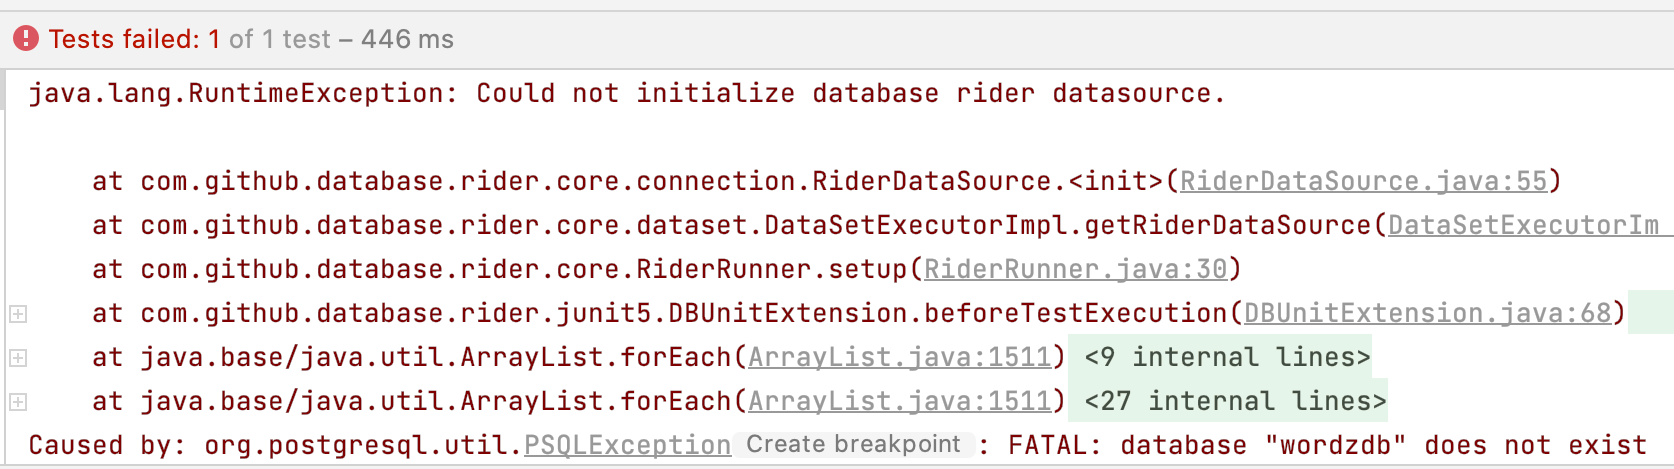 Tests failed: 1 of 1 test – 446 ms
java.lang.RuntimeException: Could not initialize database rider datasource.
at com.github.database.rider.core.connection.RiderDataSource.<init>(RiderDataSource.java:55)
at com.github.database.rider.core.dataset.DataSetExecutorImpl.getRiderDataSource(DataSetExecutorIm
at com.github.database.rider.core.RiderRunner.setup(RiderRunner.java:30)
at com.github.database.rider.junit5.DBUnitExtension.beforeTestExecution(DBUnitExtension.java:68)
at java.base/java.util.ArrayList.forEach(ArrayList.java:1511) <9 internal lines>
at java.base/java.util.ArrayList.forEach(ArrayList.java:1511) <27 internal lines>
Caused by: org.postgresql.util.PSQLException Create breakpoint : FATAL: database "wordzdb" does not exist